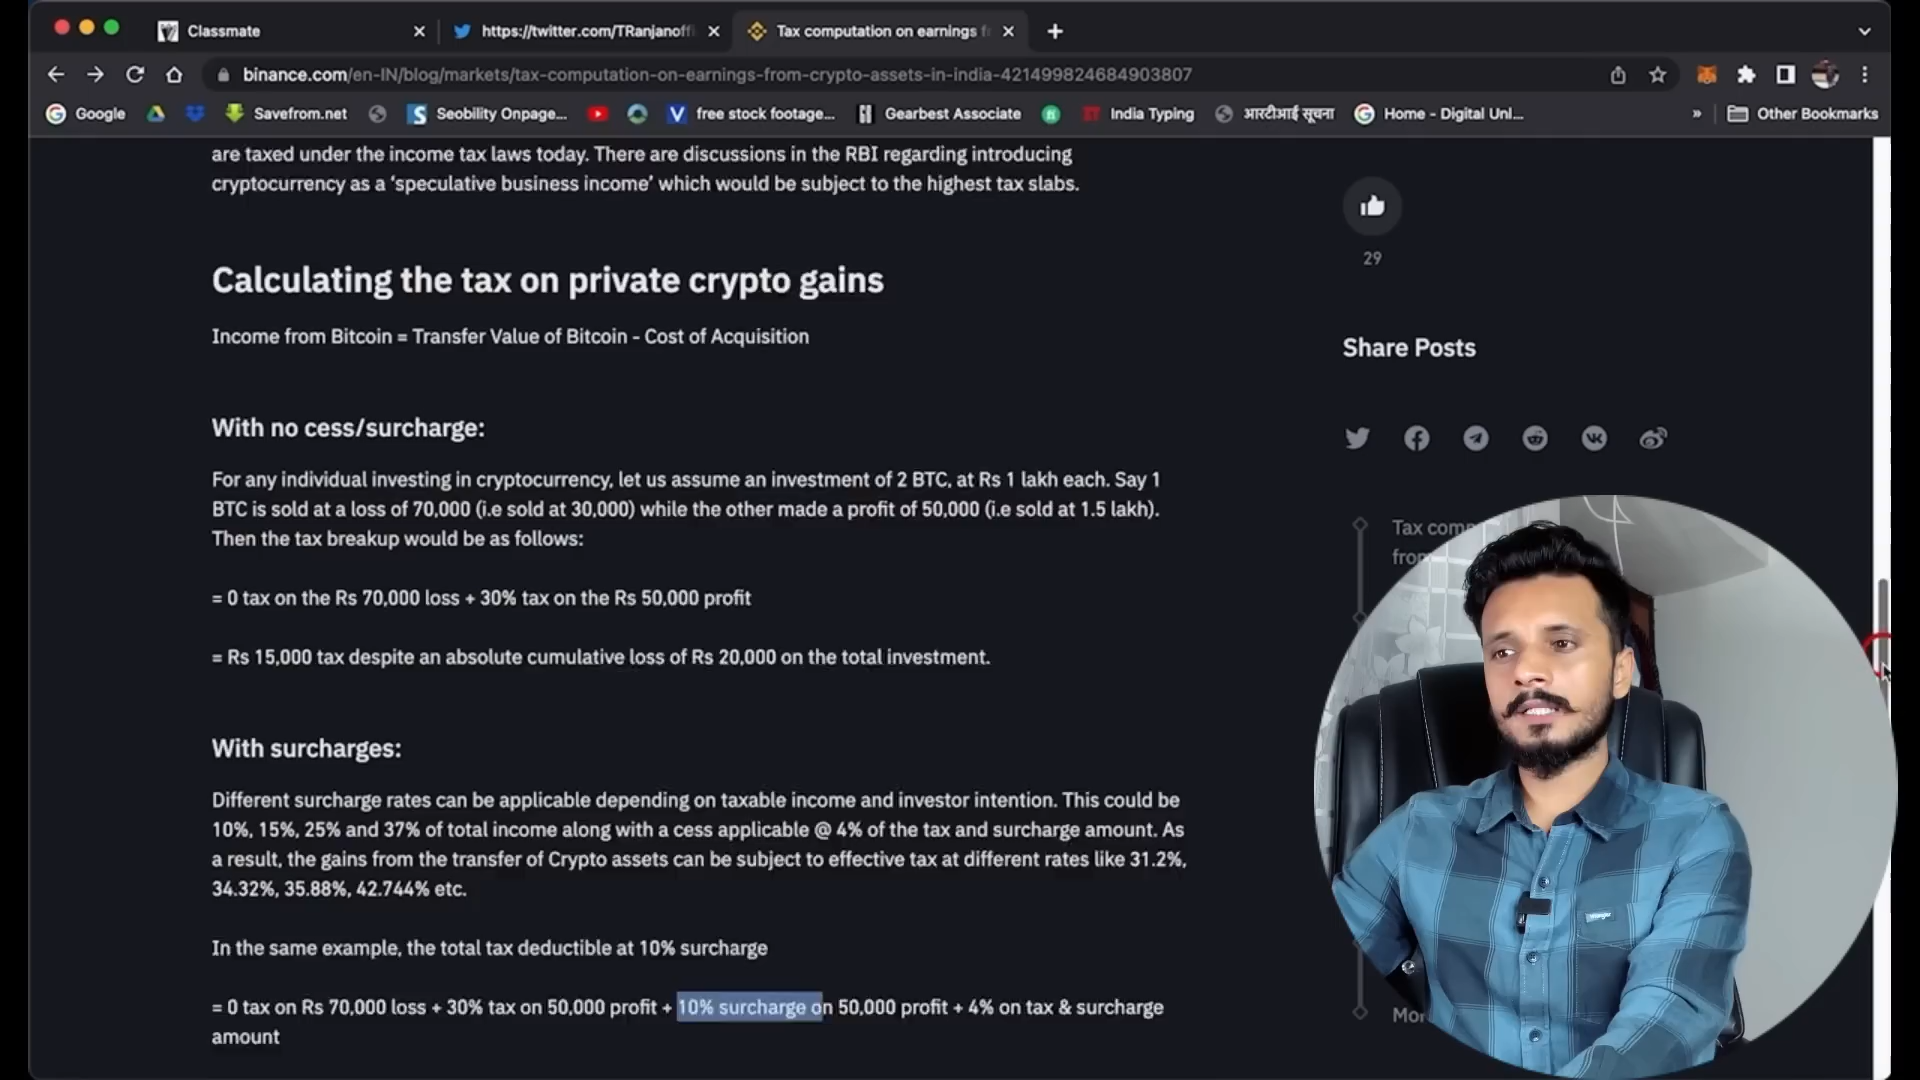 Classmate
https://twitter.com/TRanjanoffi
Tax computation on earnings f
binance.com/en-IN/blog/markets/tax-computation-on-earnings-from-crypto-assets-in-india-421499824684903807
Google
Savefrom.net
Seobility Onpage...
free stock footage...
Gearbest Associate
India Typing
आरटीआई सूचना
Home - Digital Unl...
»
Other Bookmarks
are taxed under the income tax laws today. There are discussions in the RBI regarding introducing
cryptocurrency as a ‘speculative business income’ which would be subject to the highest tax slabs.
29
Calculating the tax on private crypto gains
Income from Bitcoin = Transfer Value of Bitcoin - Cost of Acquisition
Share Posts
With no cess/surcharge:
For any individual investing in cryptocurrency, let us assume an investment of 2 BTC, at Rs 1 lakh each. Say 1
BTC is sold at a loss of 70,000 (i.e sold at 30,000) while the other made a profit of 50,000 (i.e sold at 1.5 lakh).
Then the tax breakup would be as follows:
Tax com
from
= 0 tax on the Rs 70,000 loss + 30% tax on the Rs 50,000 profit
= Rs 15,000 tax despite an absolute cumulative loss of Rs 20,000 on the total investment.
With surcharges:
Different surcharge rates can be applicable depending on taxable income and investor intention. This could be
10%, 15%, 25% and 37% of total income along with a cess applicable @ 4% of the tax and surcharge amount. As
a result, the gains from the transfer of Crypto assets can be subject to effective tax at different rates like 31.2%,
34.32%, 35.88%, 42.744% etc.
In the same example, the total tax deductible at 10% surcharge
= 0 tax on Rs 70,000 loss + 30% tax on 50,000 profit + 10% surcharge on 50,000 profit + 4% on tax & surcharge
amount
Mor